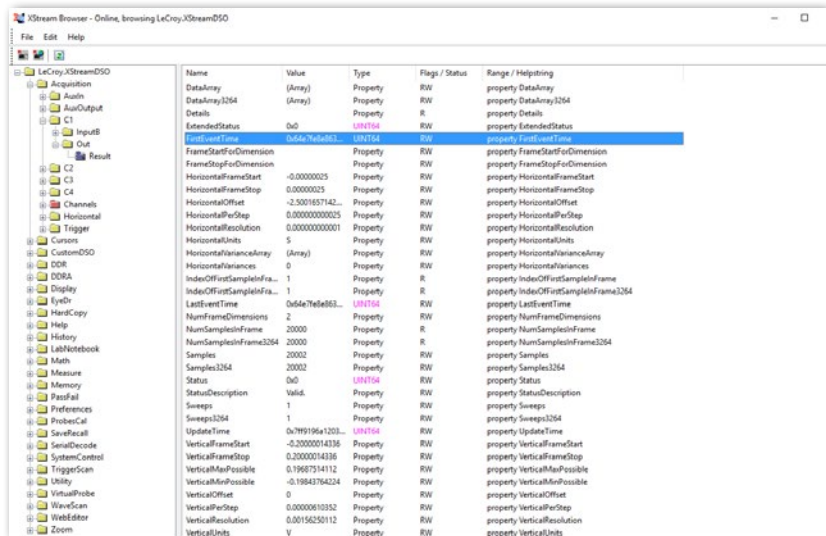 XStream Browser - Online, browsing LeCroy.XStreamDSO
File Edit Help
LeCroy.XStreamDSO
Acquisition
AuxIn
AuxOutput
C1
InputB
Out
Result
C2
C3
C4
Channels
Horizontal
Trigger
Cursors
CustomDSO
DDR
DDRA
Display
EyeDr
HardCopy
Help
History
LabNotebook
Math
Measure
Memory
PassFail
Preferences
ProbesCal
SaveRecall
SerialDecode
SystemControl
TriggerScan
Utility
VirtualProbe
WaveScan
WebEditor
Zoom
Name Value Type Flags / Status Range / Helpstring
DataArray (Array) Property RW property DataArray
DataArray3264 (Array) Property RW property DataArray3264
Details Property R property Details
ExtendedStatus 0x0 UINT64 RW property ExtendedStatus
FirstEventTime 0x64e7fe8e863... UINT64 RW property FirstEventTime
FrameStartForDimension Property RW property FrameStartForDimension
FrameStopForDimension Property RW property FrameStopForDimension
HorizontalFrameStart -0.00000025 Property RW property HorizontalFrameStart
HorizontalFrameStop 0.00000025 Property RW property HorizontalFrameStop
HorizontalOffset -2.5001657142... Property RW property HorizontalOffset
HorizontalPerStep 0.000000000025 Property RW property HorizontalPerStep
HorizontalResolution 0.000000000001 Property RW property HorizontalResolution
HorizontalUnits S Property RW property HorizontalUnits
HorizontalVarianceArray (Array) Property RW property HorizontalVarianceArray
HorizontalVariances 0 Property RW property HorizontalVariances
IndexOfFirstSampleInFra... 1 Property R property IndexOfFirstSampleInFrame
IndexOfFirstSampleInFra... 1 Property R property IndexOfFirstSampleInFrame3264
LastEventTime 0x64e7fe8e863... UINT64 RW property LastEventTime
NumFrameDimensions 2 Property RW property NumFrameDimensions
NumSamplesInFrame 20000 Property R property NumSamplesInFrame
NumSamplesInFrame3264 20000 Property R property NumSamplesInFrame3264
Samples 20002 Property RW property Samples
Samples3264 20002 Property RW property Samples3264
Status 0x0 UINT64 RW property Status
StatusDescription Valid. Property RW property StatusDescription
Sweeps 1 Property RW property Sweeps
Sweeps3264 1 Property RW property Sweeps3264
UpdateTime 0x7ff9196a1203... UINT64 RW property UpdateTime
VerticalFrameStart -0.20000014336 Property RW property VerticalFrameStart
VerticalFrameStop 0.20000014336 Property RW property VerticalFrameStop
VerticalMaxPossible 0.19687514112 Property RW property VerticalMaxPossible
VerticalMinPossible -0.19843764224 Property RW property VerticalMinPossible
VerticalOffset 0 Property RW property VerticalOffset
VerticalPerStep 0.00000610352 Property RW property VerticalPerStep
VerticalResolution 0.00156250112 Property RW property VerticalResolution
VerticalUnits V Property RW property VerticalUnits